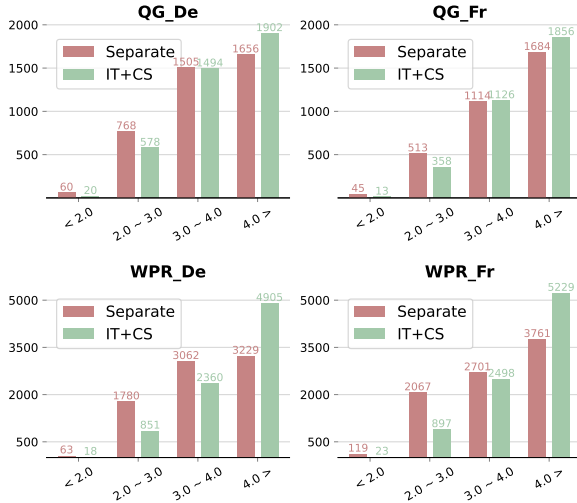 QG_De
2000
1500
1000
500
Separate
IT+CS
60
20
768
578
1505
1494
1656
1902
< 2.0
2.0 ~ 3.0
3.0 ~ 4.0
4.0 >
QG_Fr
2000
1500
1000
500
Separate
IT+CS
45
13
513
358
1114
1126
1684
1856
< 2.0
2.0 ~ 3.0
3.0 ~ 4.0
4.0 >
WPR_De
5000
3500
2000
500
Separate
IT+CS
63
18
1780
851
3062
2360
3229
4905
< 2.0
2.0 ~ 3.0
3.0 ~ 4.0
4.0 >
WPR_Fr
5000
3500
2000
500
Separate
IT+CS
119
23
2067
897
2701
2498
3761
5229
< 2.0
2.0 ~ 3.0
3.0 ~ 4.0
4.0 >